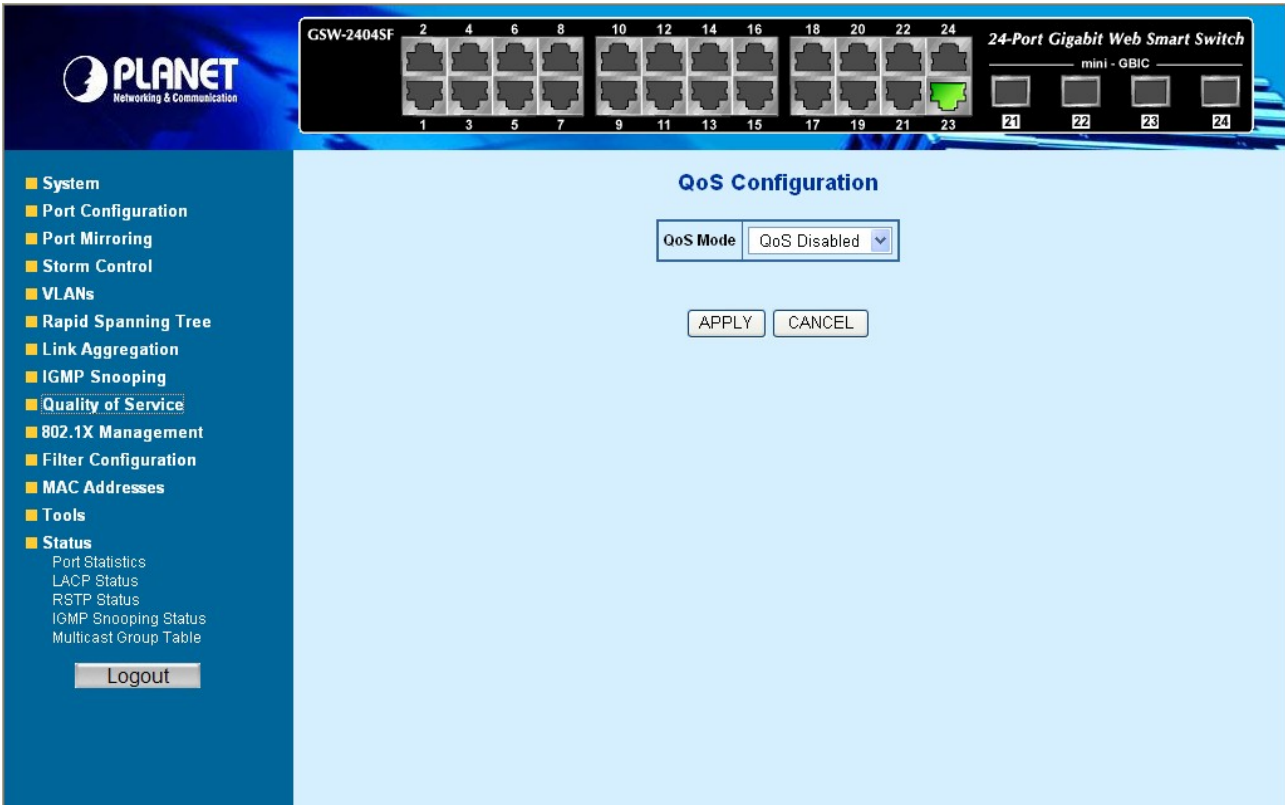 PLANET
Networking & Communication
GSW-2404SF
2 4 6 8 10 12 14 16 18 20 22 24
1 3 5 7 9 11 13 15 17 19 21 23
24-Port Gigabit Web Smart Switch
mini - GBIC
21 22 23 24
System
Port Configuration
Port Mirroring
Storm Control
VLANs
Rapid Spanning Tree
Link Aggregation
IGMP Snooping
Quality of Service
802.1X Management
Filter Configuration
MAC Addresses
Tools
Status
Port Statistics
LACP Status
RSTP Status
IGMP Snooping Status
Multicast Group Table
Logout
QoS Configuration
QoS Mode QoS Disabled
APPLY CANCEL